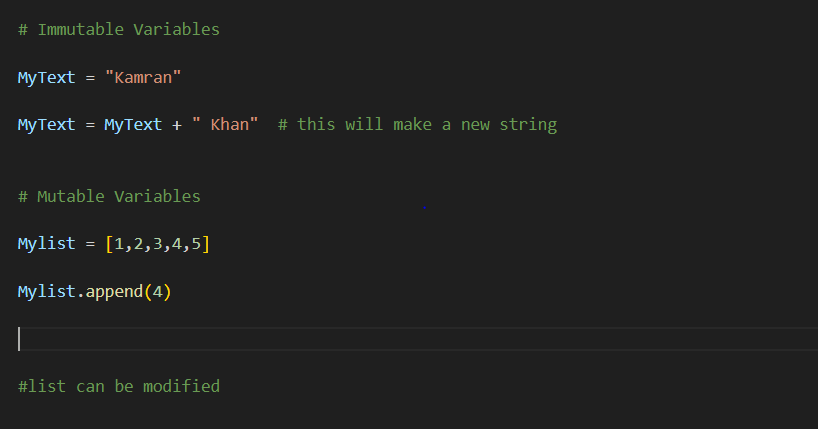 # Immutable Variables
MyText = "Kamran"
MyText = MyText + " Khan"  # this will make a new string
# Mutable Variables
Mylist = [1,2,3,4,5]
Mylist.append(4)
#list can be modified